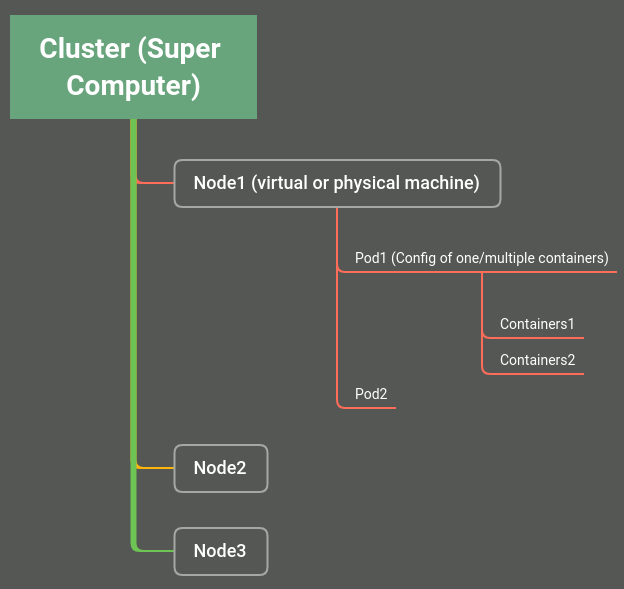 Cluster (Super
Computer)
Node1 (virtual or physical machine)
Pod1 (Config of one/multiple containers)
Containers1
Containers2
Pod2
Node2
Node3